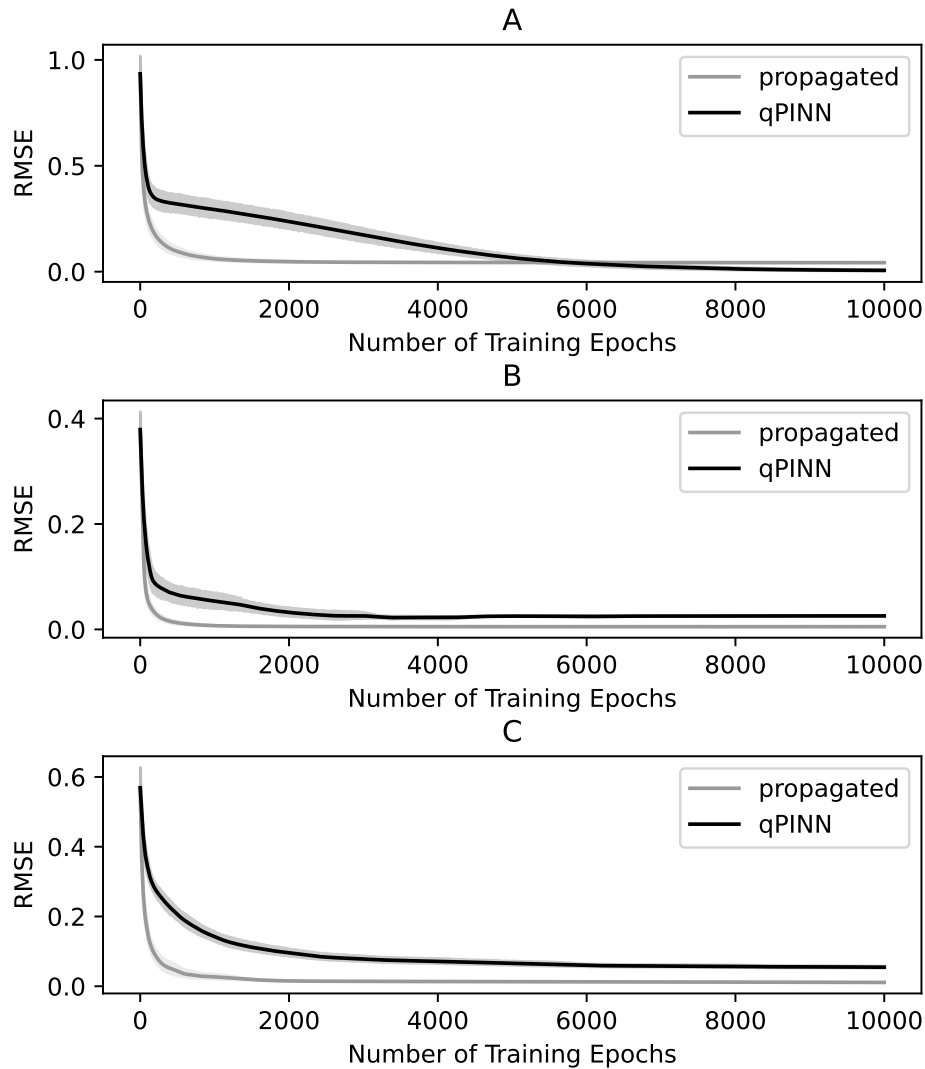 A
1.0
0.5
0.0
RMSE
propagated
qPINN
0 2000 4000 6000 8000 10000
Number of Training Epochs
B
0.4
0.2
0.0
RMSE
propagated
qPINN
0 2000 4000 6000 8000 10000
Number of Training Epochs
C
0.6
0.4
0.2
0.0
RMSE
propagated
qPINN
0 2000 4000 6000 8000 10000
Number of Training Epochs